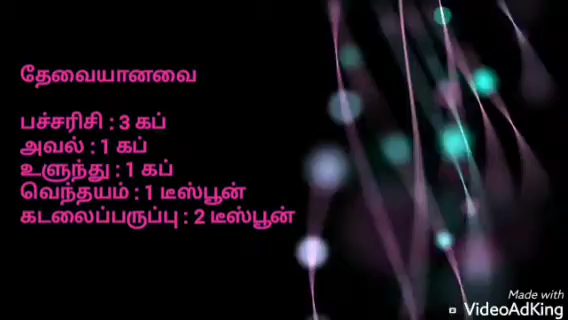 தேவையானவை
பச்சரிசி : 3 கப்
அவல் : 1 கப்
உளுந்து : 1 கப்
வெந்தயம் : 1 டீஸ்பூன்
கடலைப்பருப்பு : 2 டீஸ்பூன்
Made with
VideoAdKing